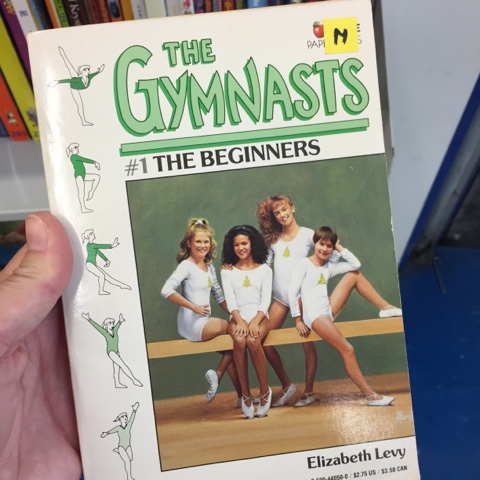 THE
GYMNASTS
#1 THE BEGINNERS
N
Elizabeth Levy
/ $2.75 US / $3.50 CAN